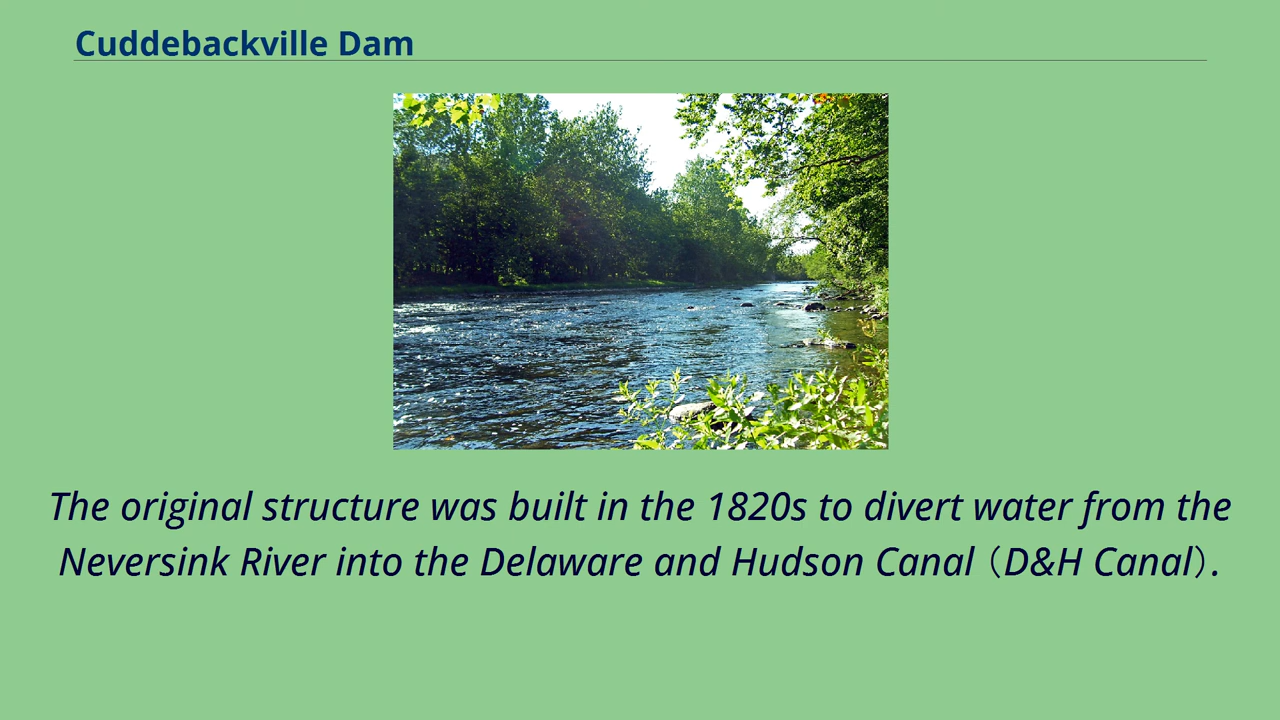 Cuddebackville Dam
The original structure was built in the 1820s to divert water from the
Neversink River into the Delaware and Hudson Canal（D&H Canal）.